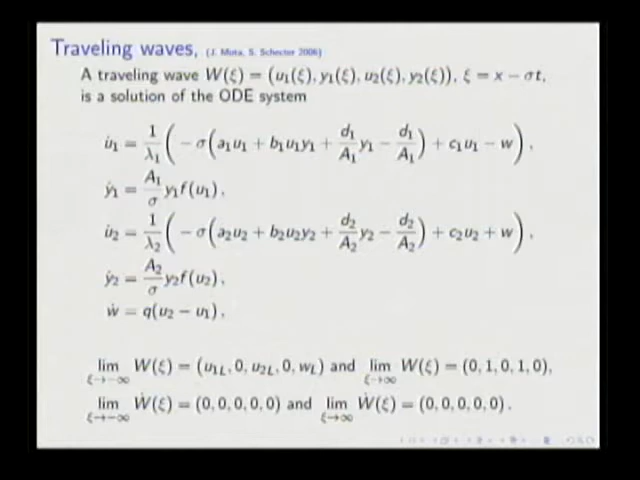 Traveling waves, (J. Mota, S. Schecter 2006)
A traveling wave W(ξ) = (u₁(ξ), y₁(ξ), u₂(ξ), y₂(ξ)), ξ = x − σt,
is a solution of the ODE system
u̇₁ = 1/λ₁ ( − σ( a₁u₁ + b₁u₁y₁ + d₁/A₁ y₁ − d₁/A₁ ) + c₁u₁ − w ),
ẏ₁ = A₁/σ y₁f(u₁),
u̇₂ = 1/λ₂ ( − σ( a₂u₂ + b₂u₂y₂ + d₂/A₂ y₂ − d₂/A₂ ) + c₂u₂ + w ),
ẏ₂ = A₂/σ y₂f(u₂),
ẇ = q(u₂ − u₁),
lim ξ→−∞ W(ξ) = (u₁L, 0, u₂L, 0, wL) and lim ξ→∞ W(ξ) = (0, 1, 0, 1, 0),
lim ξ→−∞ Ẇ(ξ) = (0, 0, 0, 0, 0) and lim ξ→∞ Ẇ(ξ) = (0, 0, 0, 0, 0).